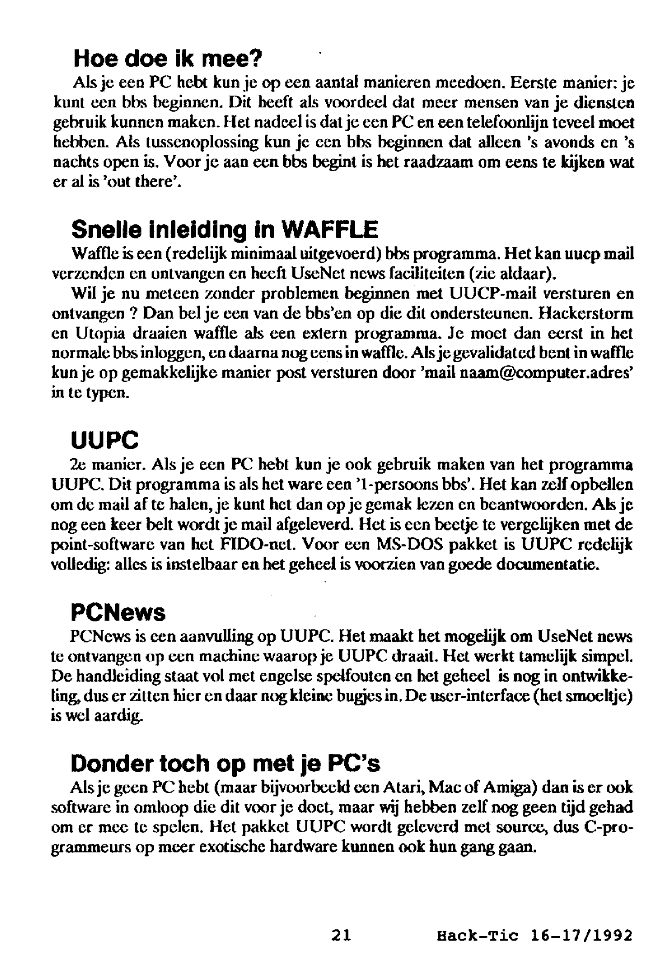 Hoe doe ik mee?
Als je een PC hebt kun je op een aantal manieren meedoen. Eerste manier: je
kunt een bbs beginnen. Dit heeft als voordeel dat meer mensen van je diensten
gebruik kunnen maken. Het nadeel is dat je een PC en een telefoonlijn teveel moet
hebben. Als tussenoplossing kun je een bbs beginnen dat alleen 's avonds en 's
nachts open is. Voor je aan een bbs begint is het raadzaam om eens te kijken wat
er al is 'out there'.
Snelle inleiding in WAFFLE
Waffle is een (redelijk minimaal uitgevoerd) bbs programma. Het kan uucp mail
verzenden en ontvangen en heeft UseNet news faciliteiten (zie aldaar).
Wil je nu meteen zonder problemen beginnen met UUCP-mail versturen en
ontvangen ? Dan bel je een van de bbs'en op die dit ondersteunen. Hackerstorm
en Utopia draaien waffle als een extern programma. Je moet dan eerst in het
normale bbs inloggen, en daarna nog eens in waffle. Als je gevalidated bent in waffle
kun je op gemakkelijke manier post versturen door 'mail naam@computer.adres'
in te typen.
UUPC
2e manier. Als je een PC hebt kun je ook gebruik maken van het programma
UUPC. Dit programma is als het ware een '1-persoons bbs'. Het kan zelf opbellen
om de mail af te halen, je kunt het dan op je gemak lezen en beantwoorden. Als je
nog een keer belt wordt je mail afgeleverd. Het is een beetje te vergelijken met de
point-software van het FIDO-net. Voor een MS-DOS pakket is UUPC redelijk
volledig: alles is instelbaar en het geheel is voorzien van goede documentatie.
PCNews
PCNews is een aanvulling op UUPC. Het maakt het mogelijk om UseNet news
te ontvangen op een machine waarop je UUPC draait. Het werkt tamelijk simpel.
De handleiding staat vol met engelse spelfouten en het geheel is nog in ontwikke-
ling, dus er zitten hier en daar nog kleine bugjes in. De user-interface (het smoeltje)
is wel aardig.
Donder toch op met je PC's
Als je geen PC hebt (maar bijvoorbeeld een Atari, Mac of Amiga) dan is er ook
software in omloop die dit voor je doet, maar wij hebben zelf nog geen tijd gehad
om er mee te spelen. Het pakket UUPC wordt geleverd met source, dus C-pro-
grammeurs op meer exotische hardware kunnen ook hun gang gaan.
21 Hack-Tic 16-17/1992